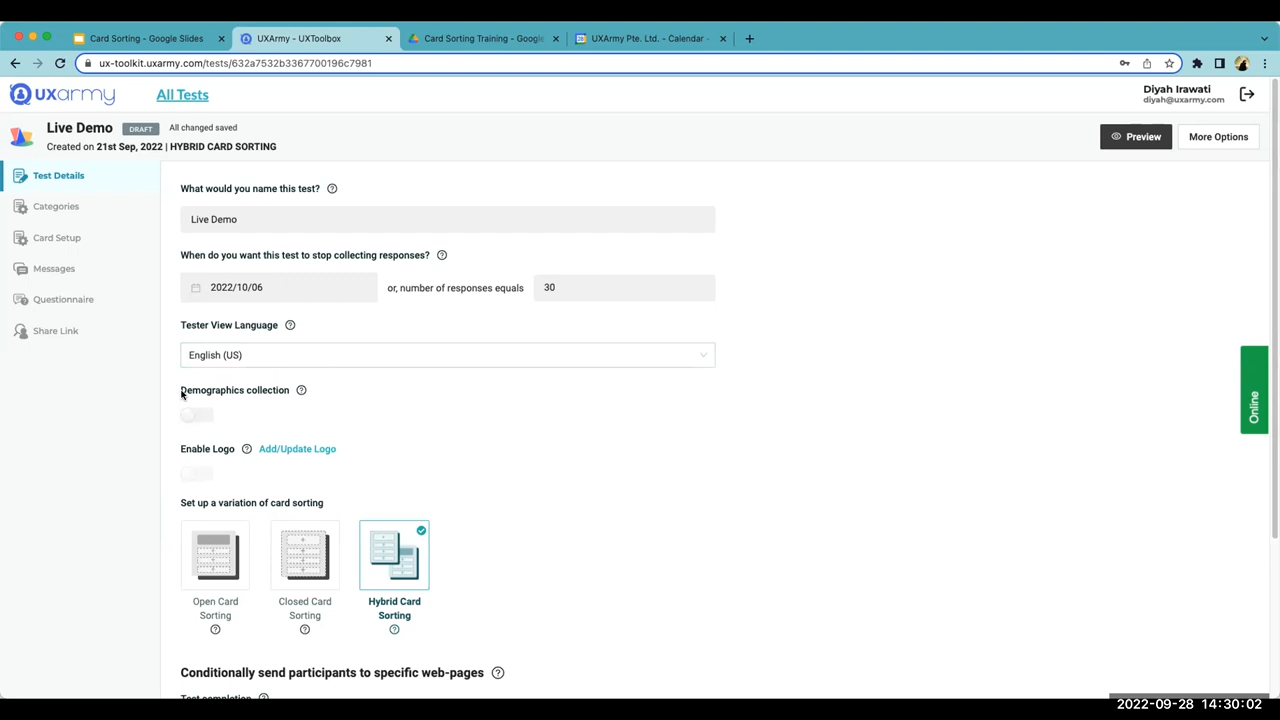 Card Sorting - Google Slides
UXArmy - UXToolbox
Card Sorting Training - Google
UXArmy Pte. Ltd. - Calendar -
ux-toolkit.uxarmy.com/tests/632a7532b3367700196c7981
uxarmy
All Tests
Diyah Irawati
diyah@uxarmy.com
Live Demo
DRAFT
All changed saved
Created on 21st Sep, 2022 | HYBRID CARD SORTING
Preview
More Options
Test Details
Categories
Card Setup
Messages
Questionnaire
Share Link
What would you name this test?
Live Demo
When do you want this test to stop collecting responses?
2022/10/06
or, number of responses equals
30
Tester View Language
English (US)
Demographics collection
Enable Logo
Add/Update Logo
Set up a variation of card sorting
Open Card
Sorting
Closed Card
Sorting
Hybrid Card
Sorting
Conditionally send participants to specific web-pages
Test completion
Online
2022-09-28 14:30:02